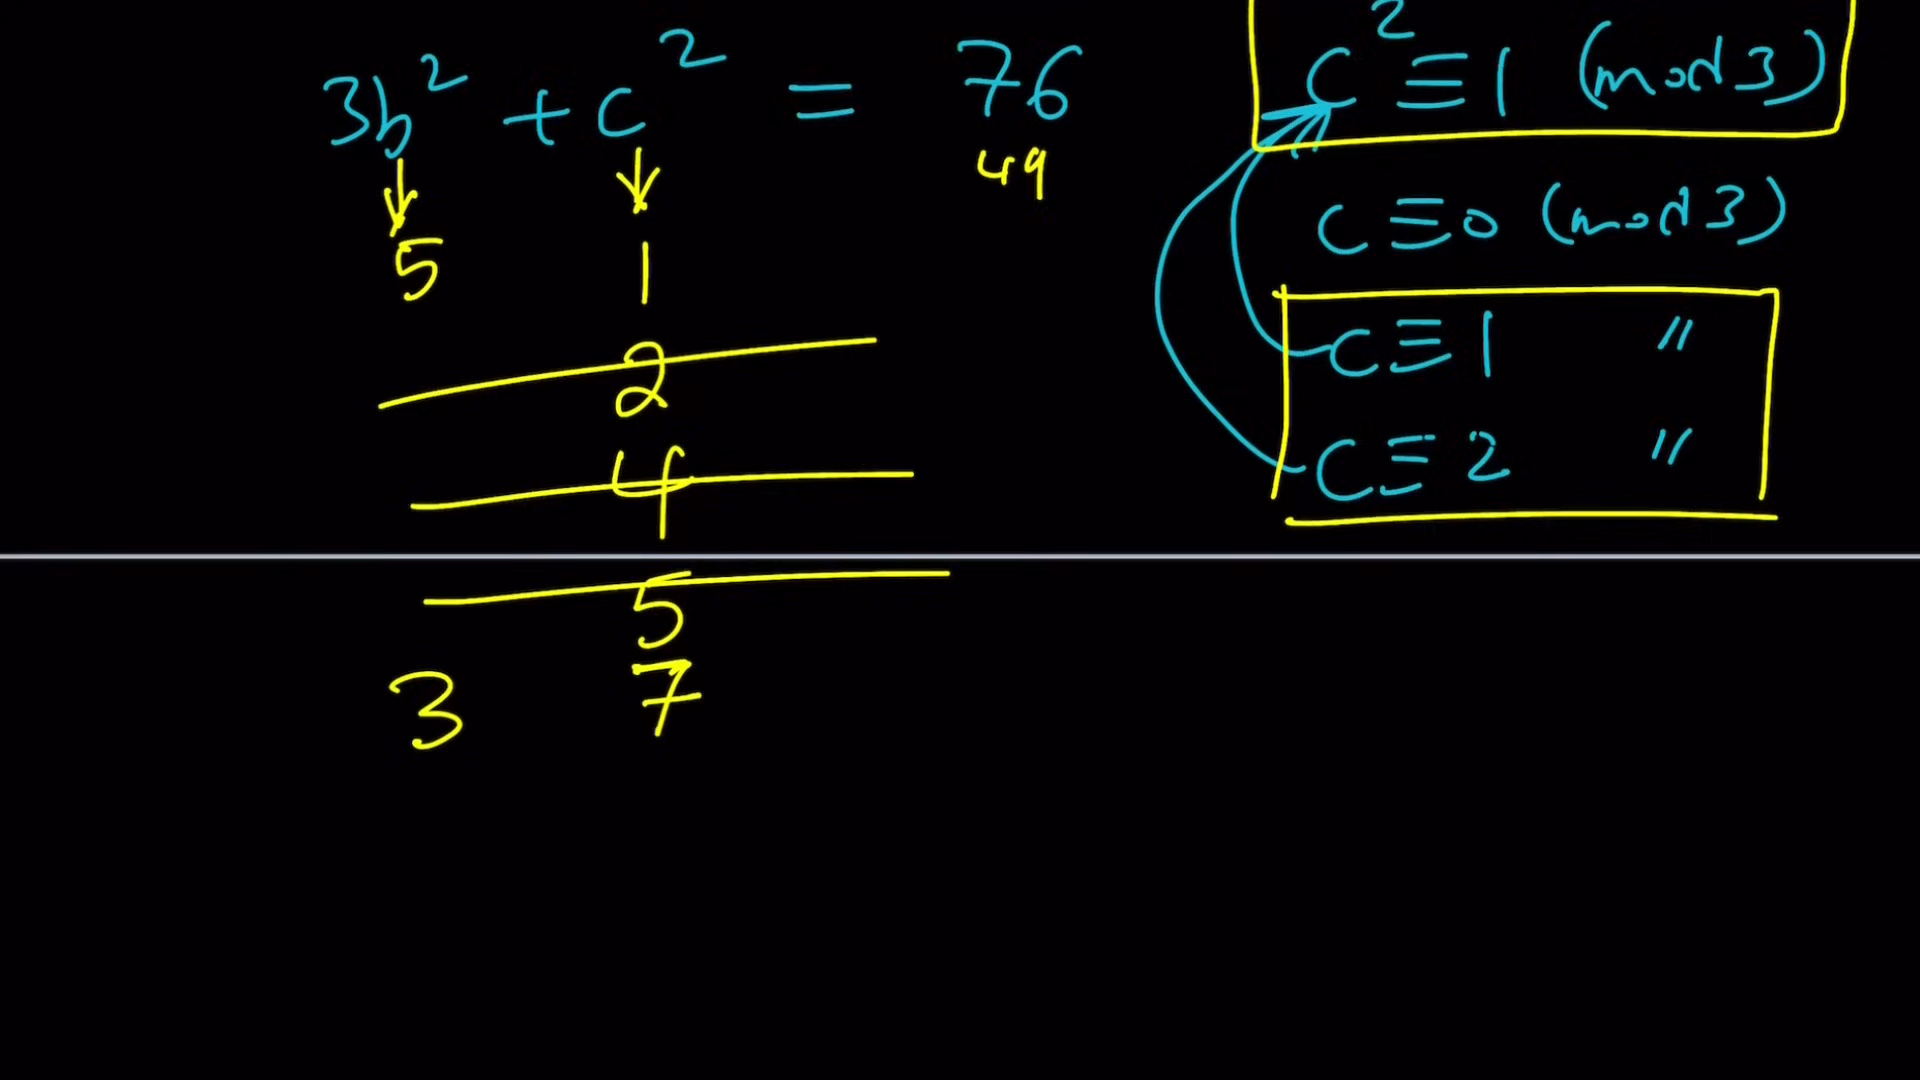 3b² + c² = 76
49
5 1
2
4
5
3 7
c² ≡ 1 (mod 3)
c ≡ 0 (mod 3)
c ≡ 1 "
c ≡ 2 "